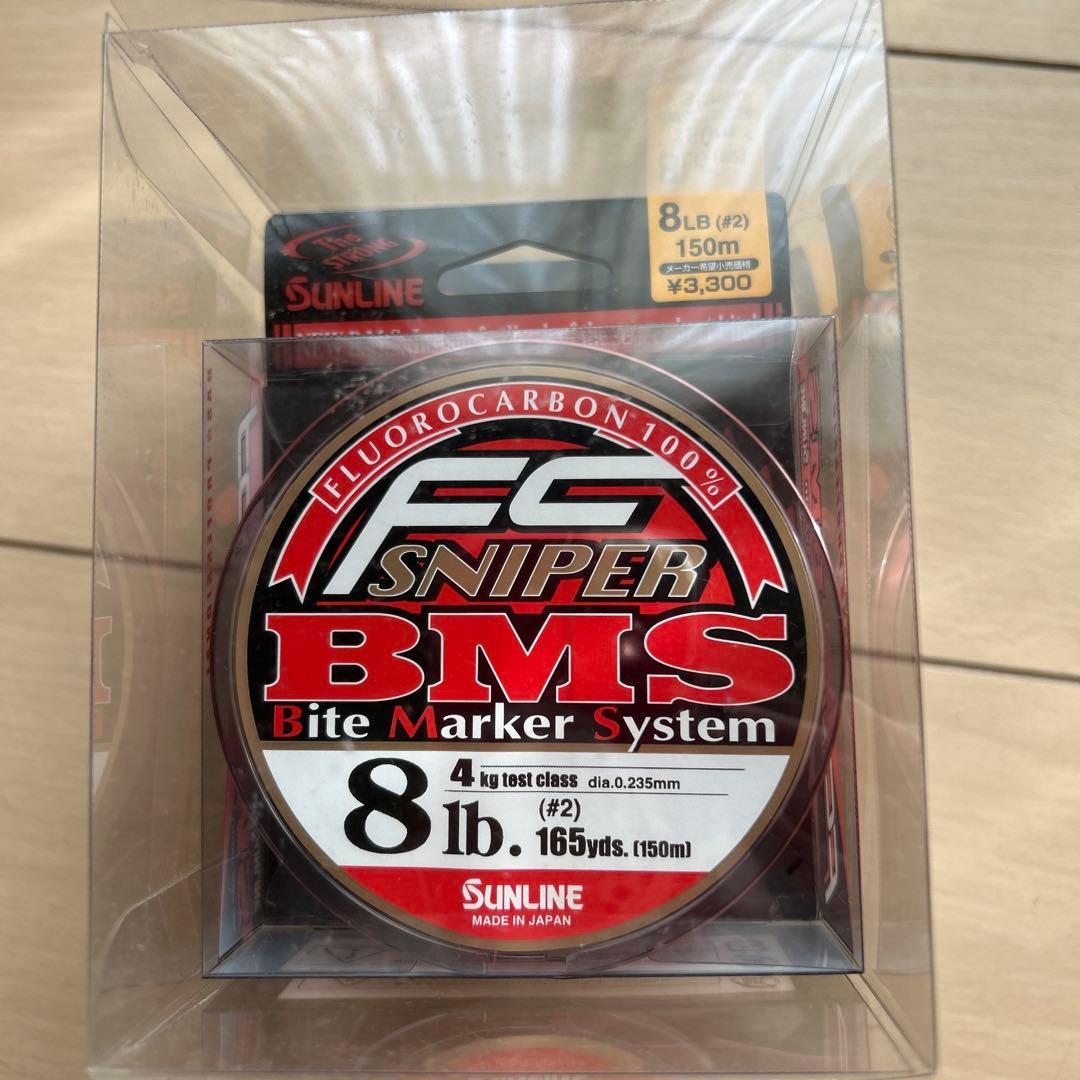 The
STRONG
SUNLINE
8LB (#2)
150m
メーカー希望小売価格
¥3,300
FLUOROCARBON 100%
FC
SNIPER
BMS
Bite Marker System
8 lb.
4 kg test class dia.0.235mm
(#2)
165yds. (150m)
SUNLINE
MADE IN JAPAN